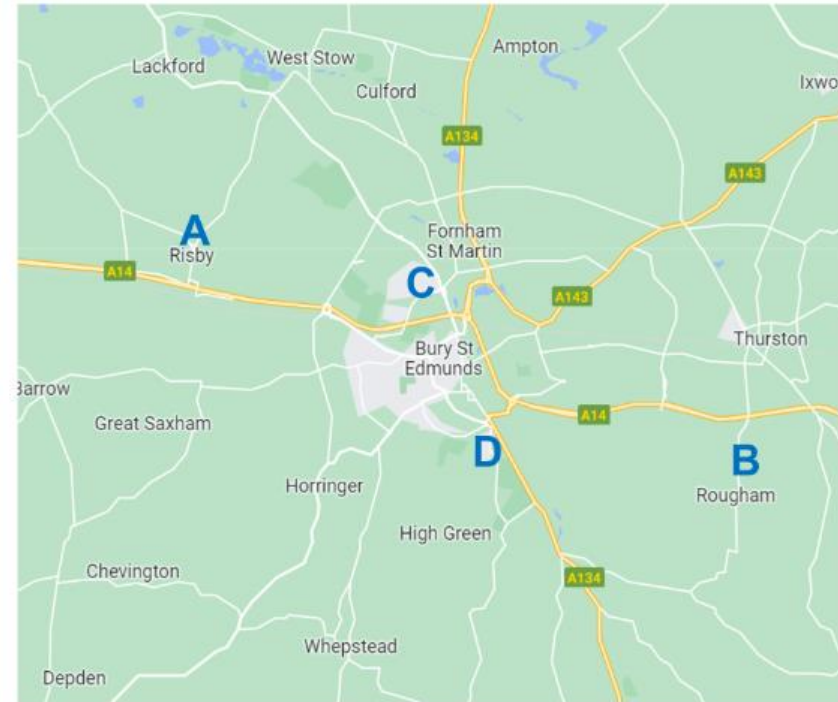 Ampton
West Stow
Lackford
Culford
Ixwo
A134
A143
A
Risby
Fornham
St Martin
A14
C
A143
Thurston
Bury St
Edmunds
Barrow
Great Saxham
A14
D
B
Horringer
Rougham
High Green
Chevington
A134
Whepstead
Depden